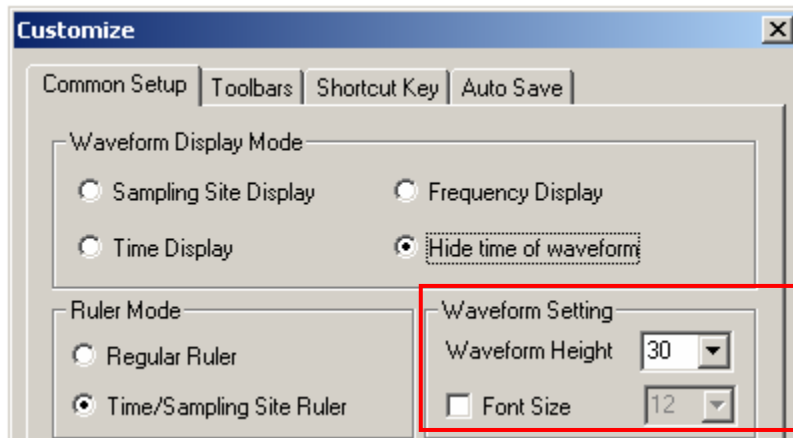 Customize
Common Setup Toolbars Shortcut Key Auto Save
Waveform Display Mode
Sampling Site Display Frequency Display
Time Display Hide time of waveform
Ruler Mode
Regular Ruler
Time/Sampling Site Ruler
Waveform Setting
Waveform Height 30
Font Size 12